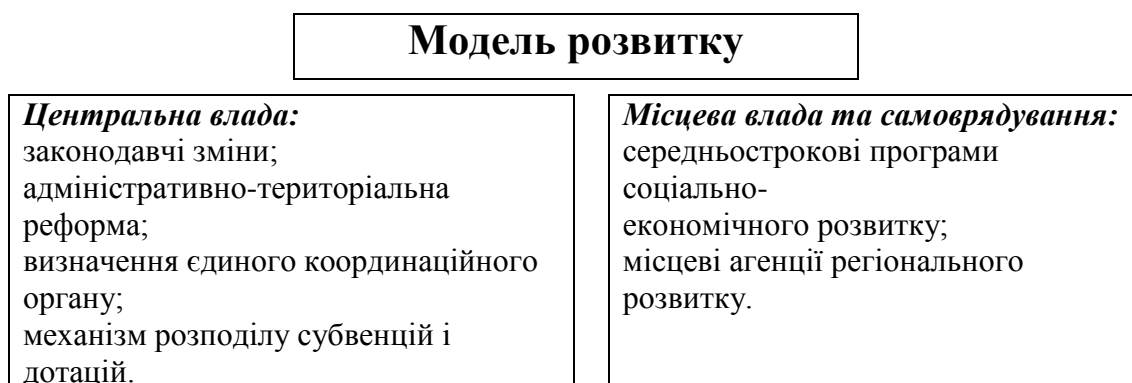 Модель розвитку
Центральна влада:
законодавчі зміни;
адміністративно-територіальна
реформа;
визначення єдиного координаційного
органу;
механізм розподілу субвенцій і
дотацій.
Місцева влада та самоврядування:
середньострокові програми
соціально-
економічного розвитку;
місцеві агенції регіонального
розвитку.